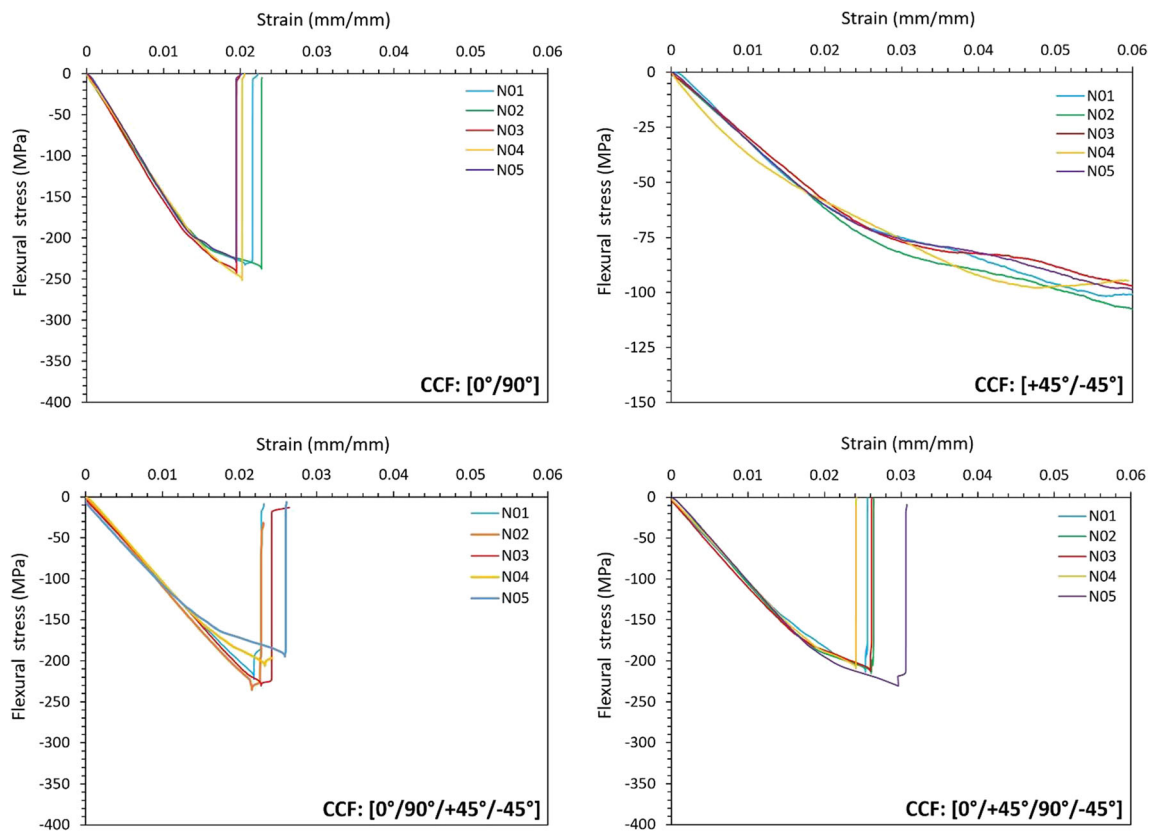 Strain (mm/mm)
0 0.01 0.02 0.03 0.04 0.05 0.06
0
-50
-100
-150
-200
-250
-300
-350
-400
Flexural stress (MPa)
N01
N02
N03
N04
N05
CCF: [0°/90°]
Strain (mm/mm)
0 0.01 0.02 0.03 0.04 0.05 0.06
0
-25
-50
-75
-100
-125
-150
Flexural stress (MPa)
N01
N02
N03
N04
N05
CCF: [+45°/-45°]
Strain (mm/mm)
0 0.01 0.02 0.03 0.04 0.05 0.06
0
-50
-100
-150
-200
-250
-300
-350
-400
Flexural stress (MPa)
N01
N02
N03
N04
N05
CCF: [0°/90°/+45°/-45°]
Strain (mm/mm)
0 0.01 0.02 0.03 0.04 0.05 0.06
0
-50
-100
-150
-200
-250
-300
-350
-400
Flexural stress (MPa)
N01
N02
N03
N04
N05
CCF: [0°/+45°/90°/-45°]